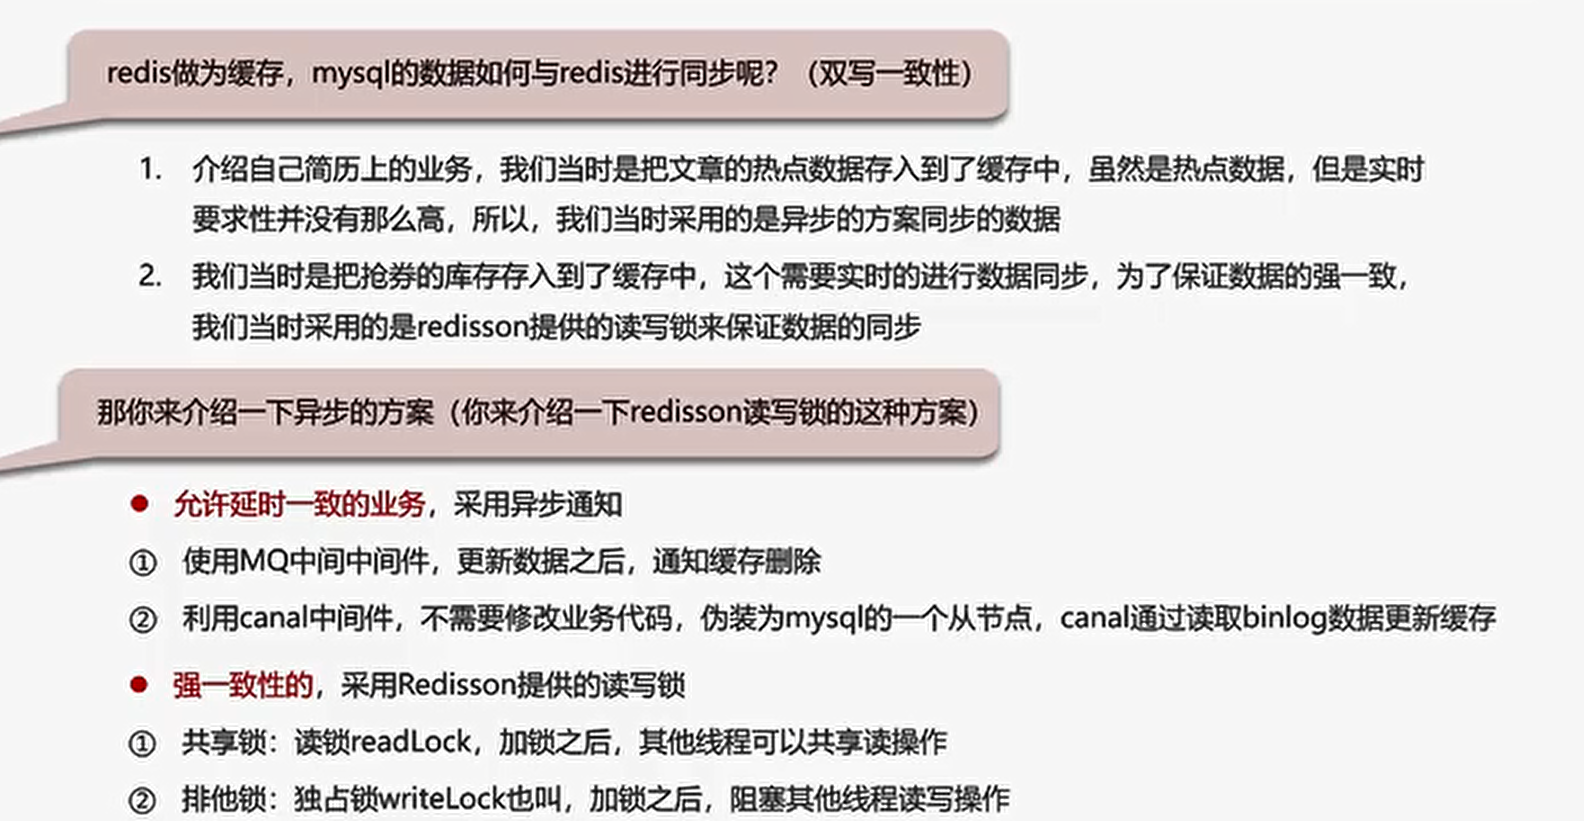 redis做为缓存，mysql的数据如何与redis进行同步呢？（双写一致性）
1. 介绍自己简历上的业务，我们当时是把文章的热点数据存入到了缓存中，虽然是热点数据，但是实时
要求性并没有那么高，所以，我们当时采用的是异步的方案同步的数据
2. 我们当时是把抢券的库存存入到了缓存中，这个需要实时的进行数据同步，为了保证数据的强一致，
我们当时采用的是redisson提供的读写锁来保证数据的同步
那你来介绍一下异步的方案（你来介绍一下redisson读写锁的这种方案）
● 允许延时一致的业务，采用异步通知
① 使用MQ中间中间件，更新数据之后，通知缓存删除
② 利用canal中间件，不需要修改业务代码，伪装为mysql的一个从节点，canal通过读取binlog数据更新缓存
● 强一致性的，采用Redisson提供的读写锁
① 共享锁：读锁readLock，加锁之后，其他线程可以共享读操作
② 排他锁：独占锁writeLock也叫，加锁之后，阻塞其他线程读写操作